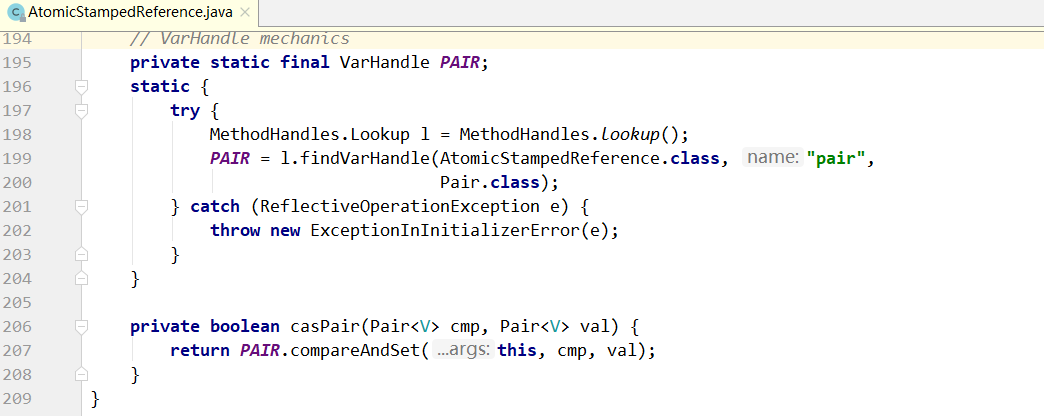 AtomicStampedReference.java
194 // VarHandle mechanics
195 private static final VarHandle PAIR;
196 static {
197 try {
198 MethodHandles.Lookup l = MethodHandles.lookup();
199 PAIR = l.findVarHandle(AtomicStampedReference.class, name: "pair",
200 Pair.class);
201 } catch (ReflectiveOperationException e) {
202 throw new ExceptionInInitializerError(e);
203 }
204 }
205
206 private boolean casPair(Pair<V> cmp, Pair<V> val) {
207 return PAIR.compareAndSet( ...args: this, cmp, val);
208 }
209 }